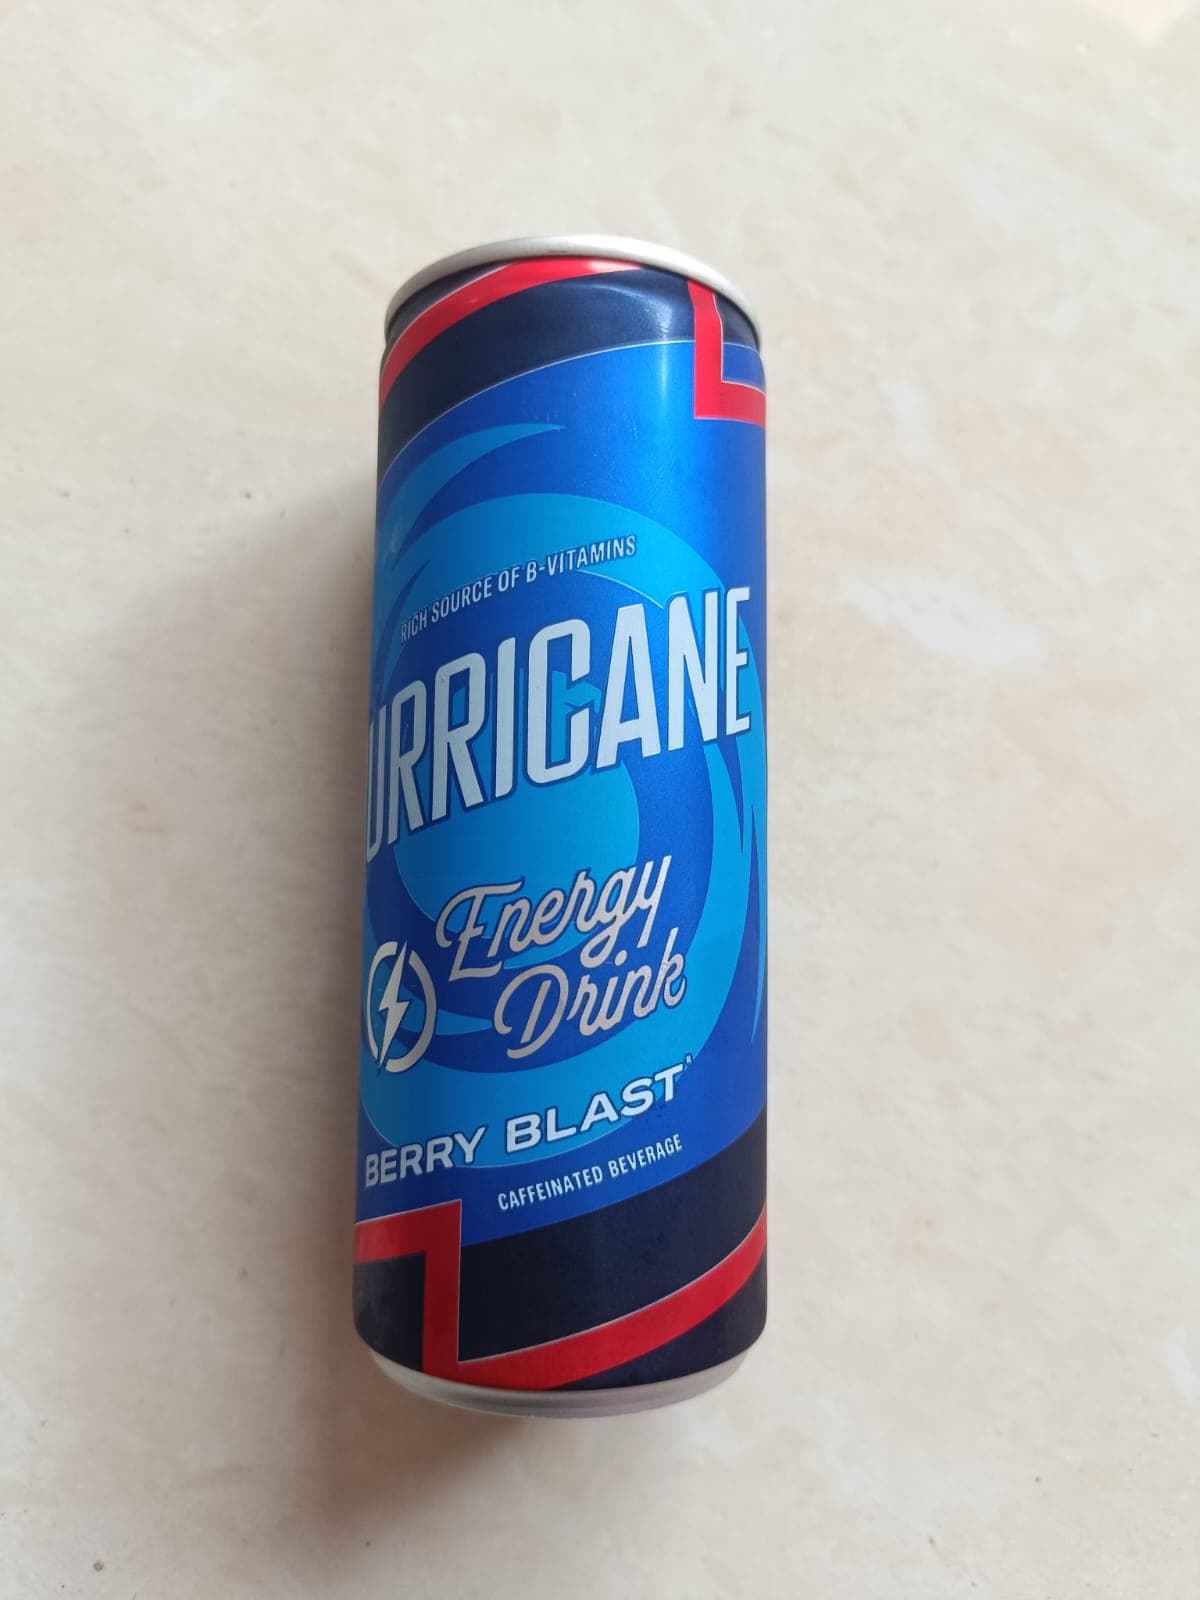 RICH SOURCE OF B-VITAMINS
URRICANE
Energy
Drink
BERRY BLAST
CAFFEINATED BEVERAGE